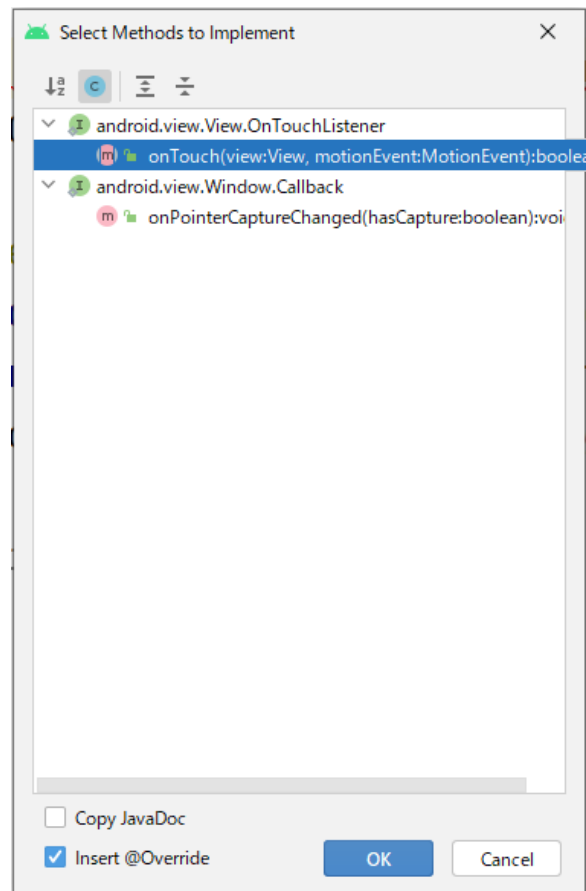 Select Methods to Implement
android.view.View.OnTouchListener
onTouch(view:View, motionEvent:MotionEvent):boolea
android.view.Window.Callback
onPointerCaptureChanged(hasCapture:boolean):voi
Copy JavaDoc
Insert @Override
OK
Cancel